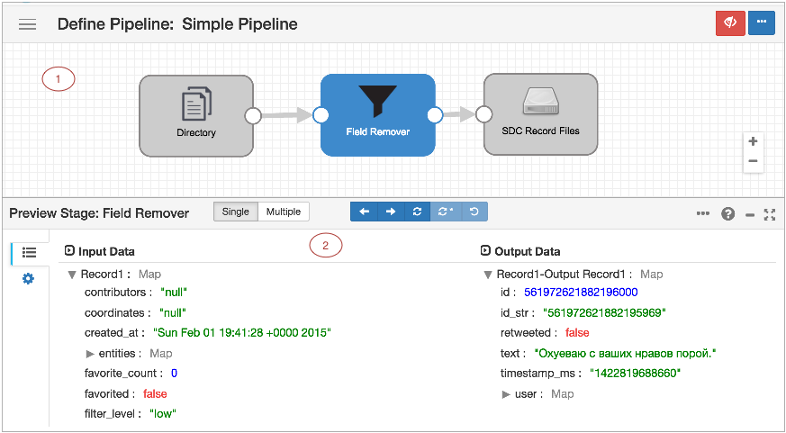 Define Pipeline: Simple Pipeline
1
Directory
Field Remover
SDC Record Files
+
−
Preview Stage: Field Remover
Single
Multiple
2
Input Data
Record1 : Map
contributors : "null"
coordinates : "null"
created_at : "Sun Feb 01 19:41:28 +0000 2015"
entities : Map
favorite_count : 0
favorited : false
filter_level : "low"
Output Data
Record1-Output Record1 : Map
id : 561972621882196000
id_str : "561972621882195969"
retweeted : false
text : "Охуеваю с ваших нравов порой."
timestamp_ms : "1422819688660"
user : Map